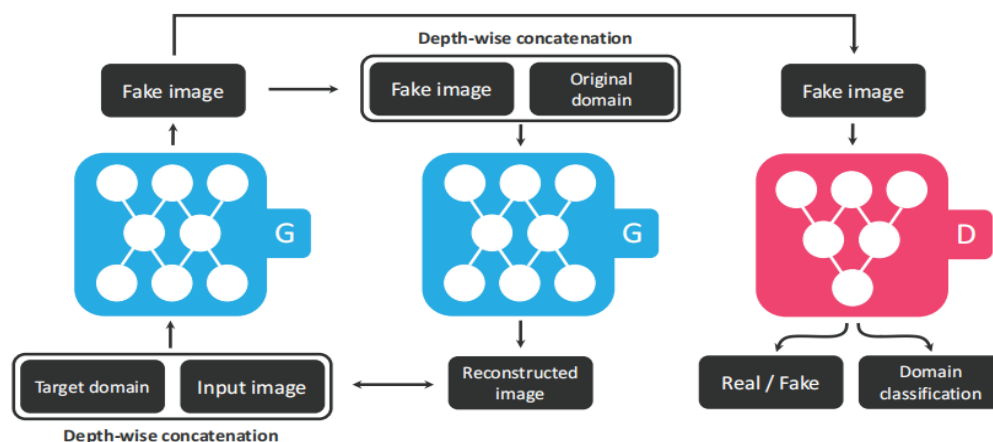 Depth-wise concatenation
Fake image
Fake image
Original
domain
Fake image
G
G
D
Target domain
Input image
Reconstructed
image
Real / Fake
Domain
classification
Depth-wise concatenation